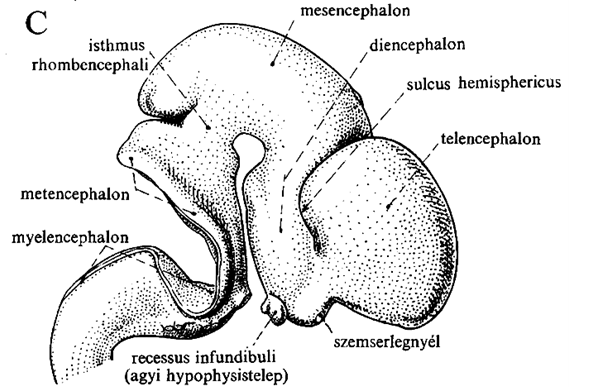 C
mesencephalon
isthmus
rhombencephali
diencephalon
sulcus hemisphericus
telencephalon
metencephalon
myelencephalon
szemserlegnyél
recessus infundibuli
(agyi hypophysistelep)